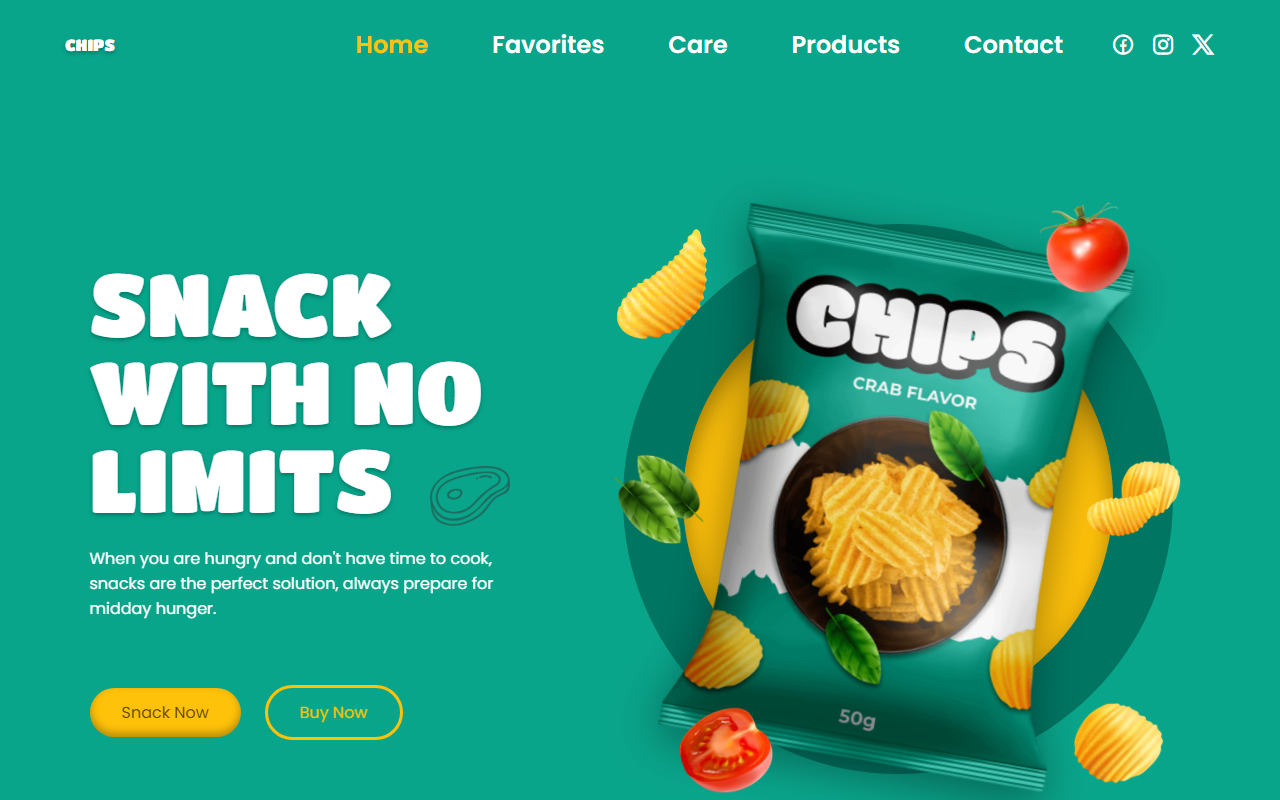 CHIPS
Home
Favorites
Care
Products
Contact
SNACK
WITH NO
LIMITS
When you are hungry and don't have time to cook,
snacks are the perfect solution, always prepare for
midday hunger.
Snack Now
Buy Now
CHIPS
CRAB FLAVOR
50g